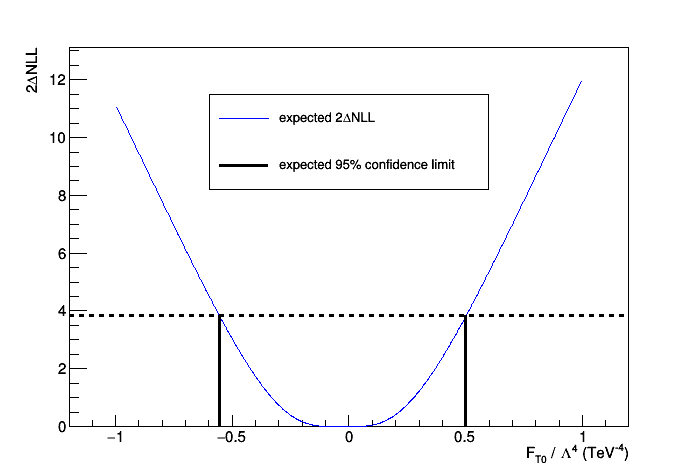 2ΔNLL
12
10
8
6
4
2
0
expected 2ΔNLL
expected 95% confidence limit
−1 −0.5 0 0.5 1
F_T0 / Λ^4 (TeV^-4)